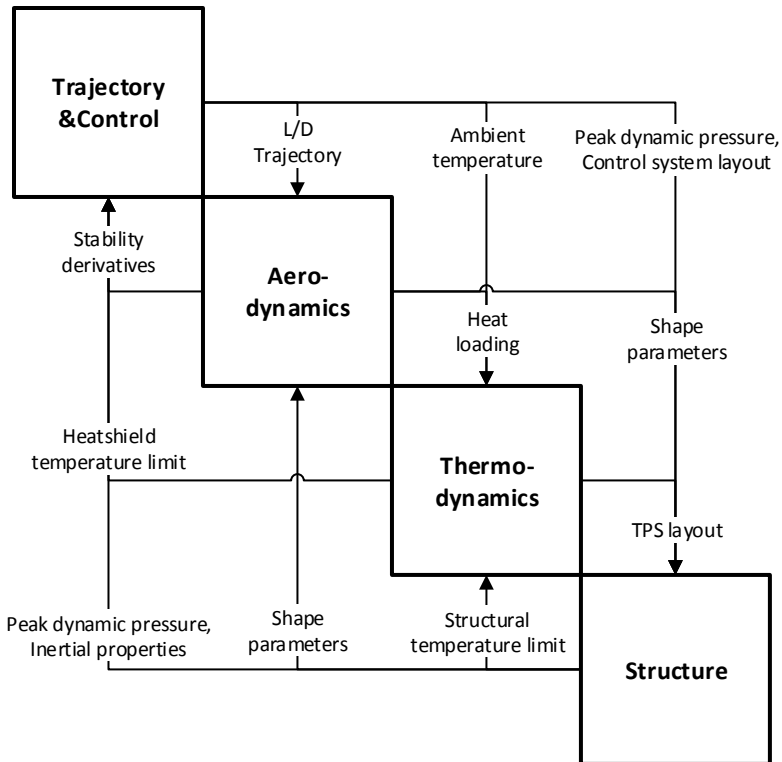 Trajectory
&Control
L/D
Trajectory
Ambient
temperature
Peak dynamic pressure,
Control system layout
Stability
derivatives
Aero-
dynamics
Heat
loading
Shape
parameters
Heatshield
temperature limit
Thermo-
dynamics
TPS layout
Peak dynamic pressure,
Inertial properties
Shape
parameters
Structural
temperature limit
Structure